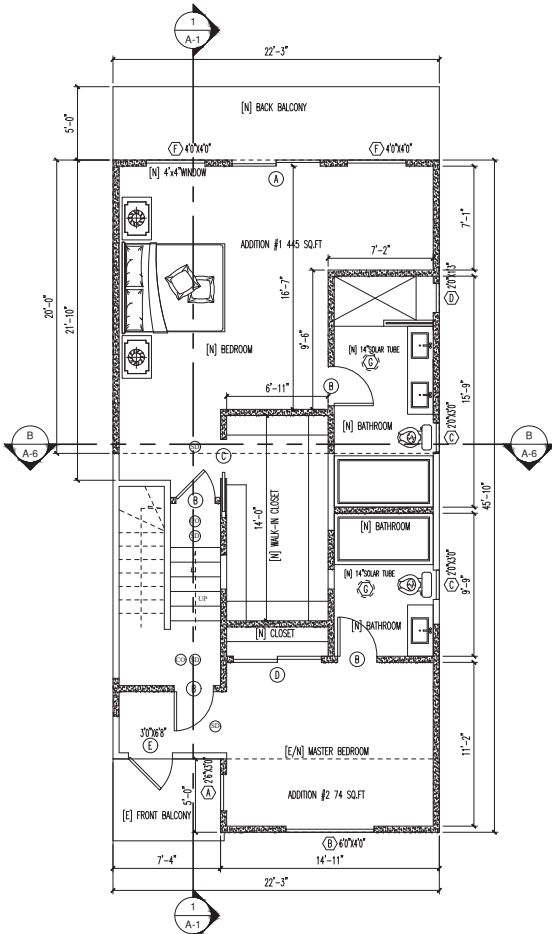 1
A-1
22'-3"
5'-0"
[N] BACK BALCONY
F 4'0"X4'0"
F 4'0"X4'0"
[N] 4'x4' WINDOW
A
7'-1"
ADDITION #1 445 SQ.FT
7'-2"
20'-0"
21'-10"
16'-7"
9'-6"
D
[N] BEDROOM
[N] 14" SOLAR TUBE
G
15'-9"
6'-11"
B
[N] BATHROOM
2'0"X3'0"
C
B
A-6
SD
C
B
A-6
45'-10"
B
14'-0"
[N] WALK-IN CLOSET
CO
SD
[N] BATHROOM
[N] 14" SOLAR TUBE
G
2'0"X3'0"
C
9'-9"
UP
[N] BATHROOM
[N] CLOSET
CO SD
B
D
B
SD
3'0"X6'8"
E
[E/N] MASTER BEDROOM
11'-2"
2'6"X3'0"
A
5'-0"
ADDITION #2 74 SQ.FT
[E] FRONT BALCONY
B 6'0"X4'0"
7'-4"
14'-11"
22'-3"
1
A-1